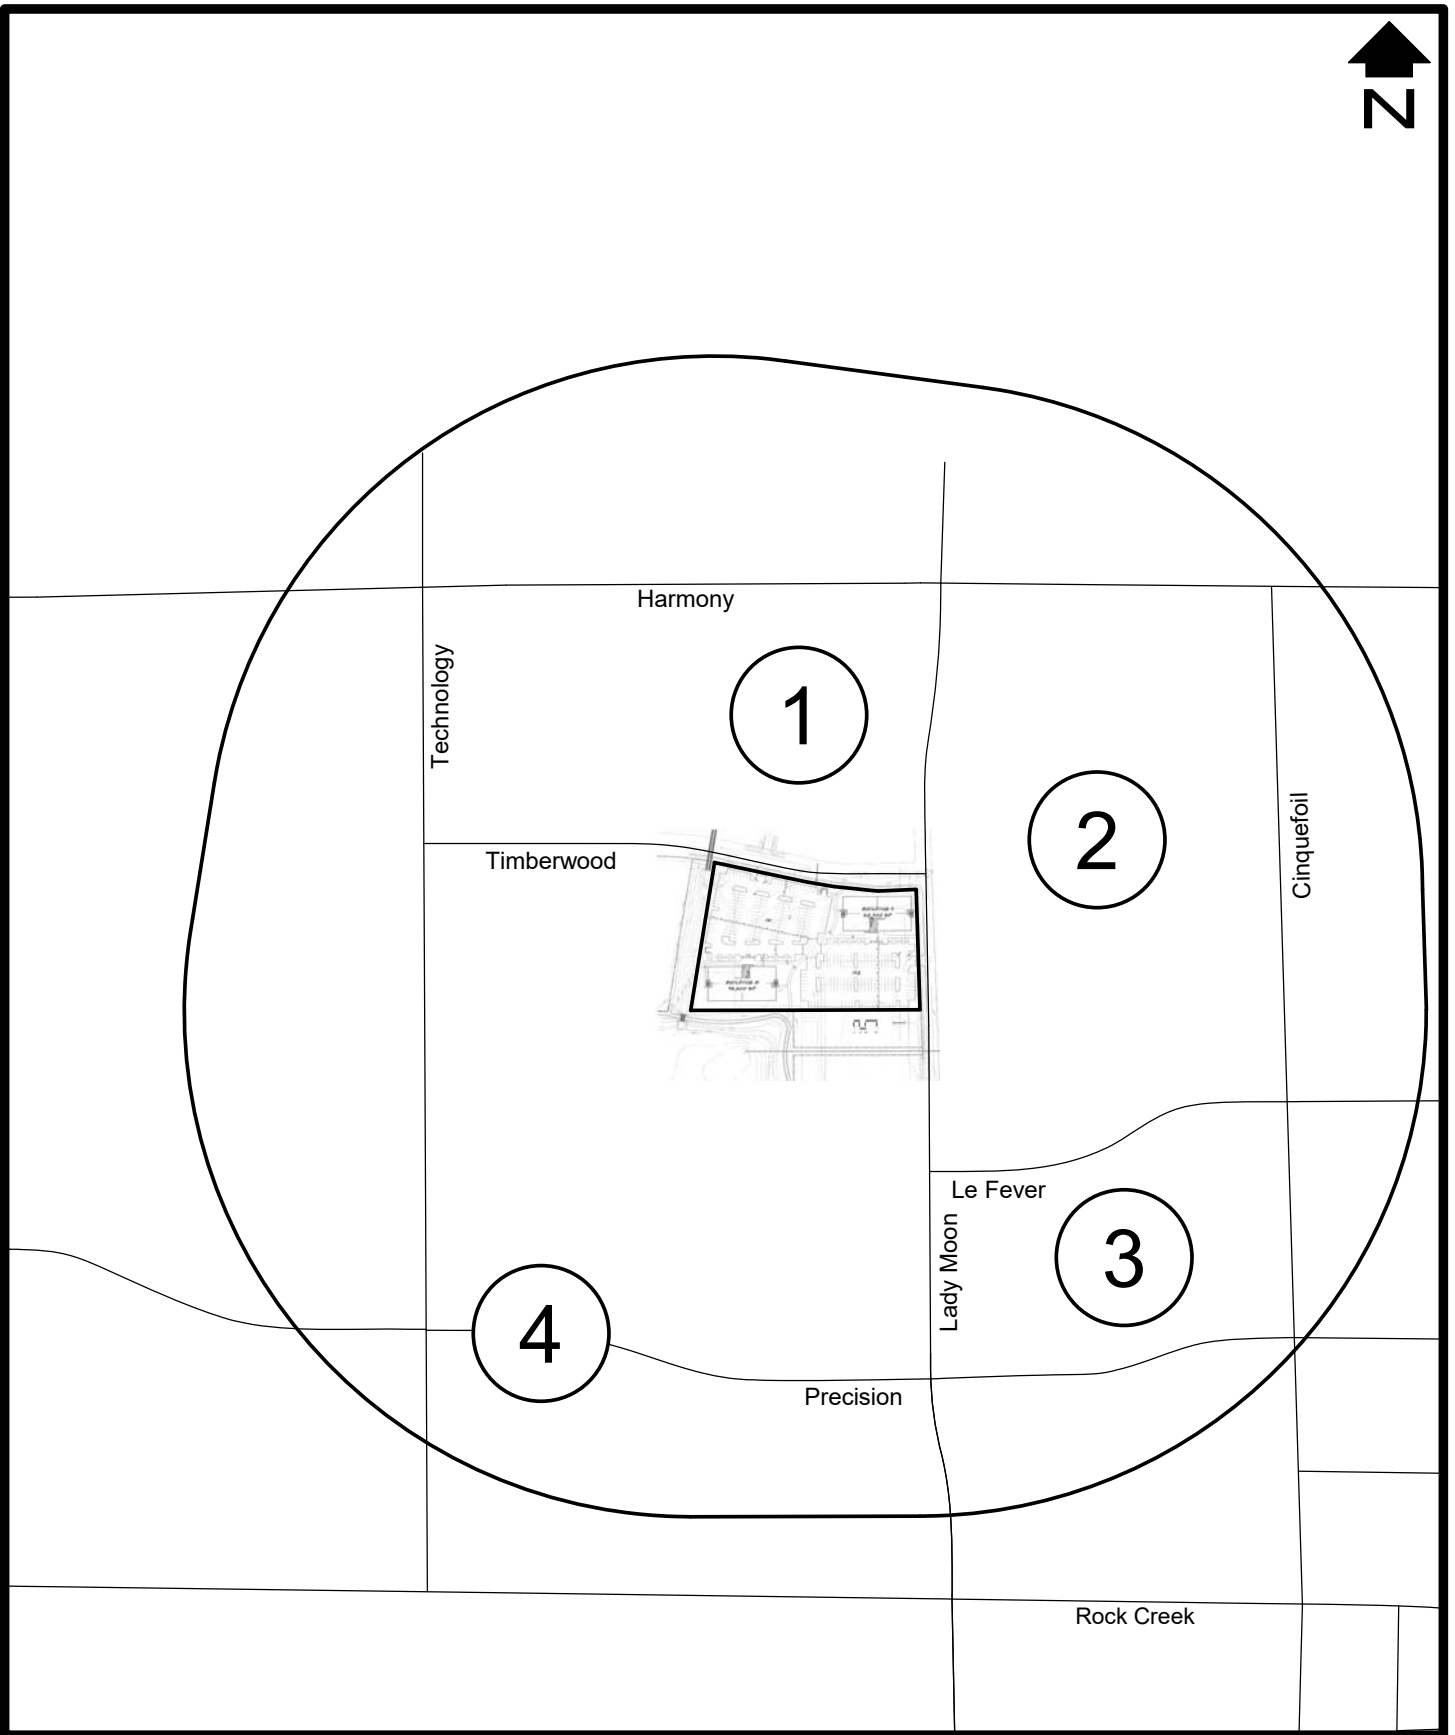 N
Harmony
Technology
1
2
Cinquefoil
Timberwood
Le Fever
Lady Moon
3
4
Precision
Rock Creek